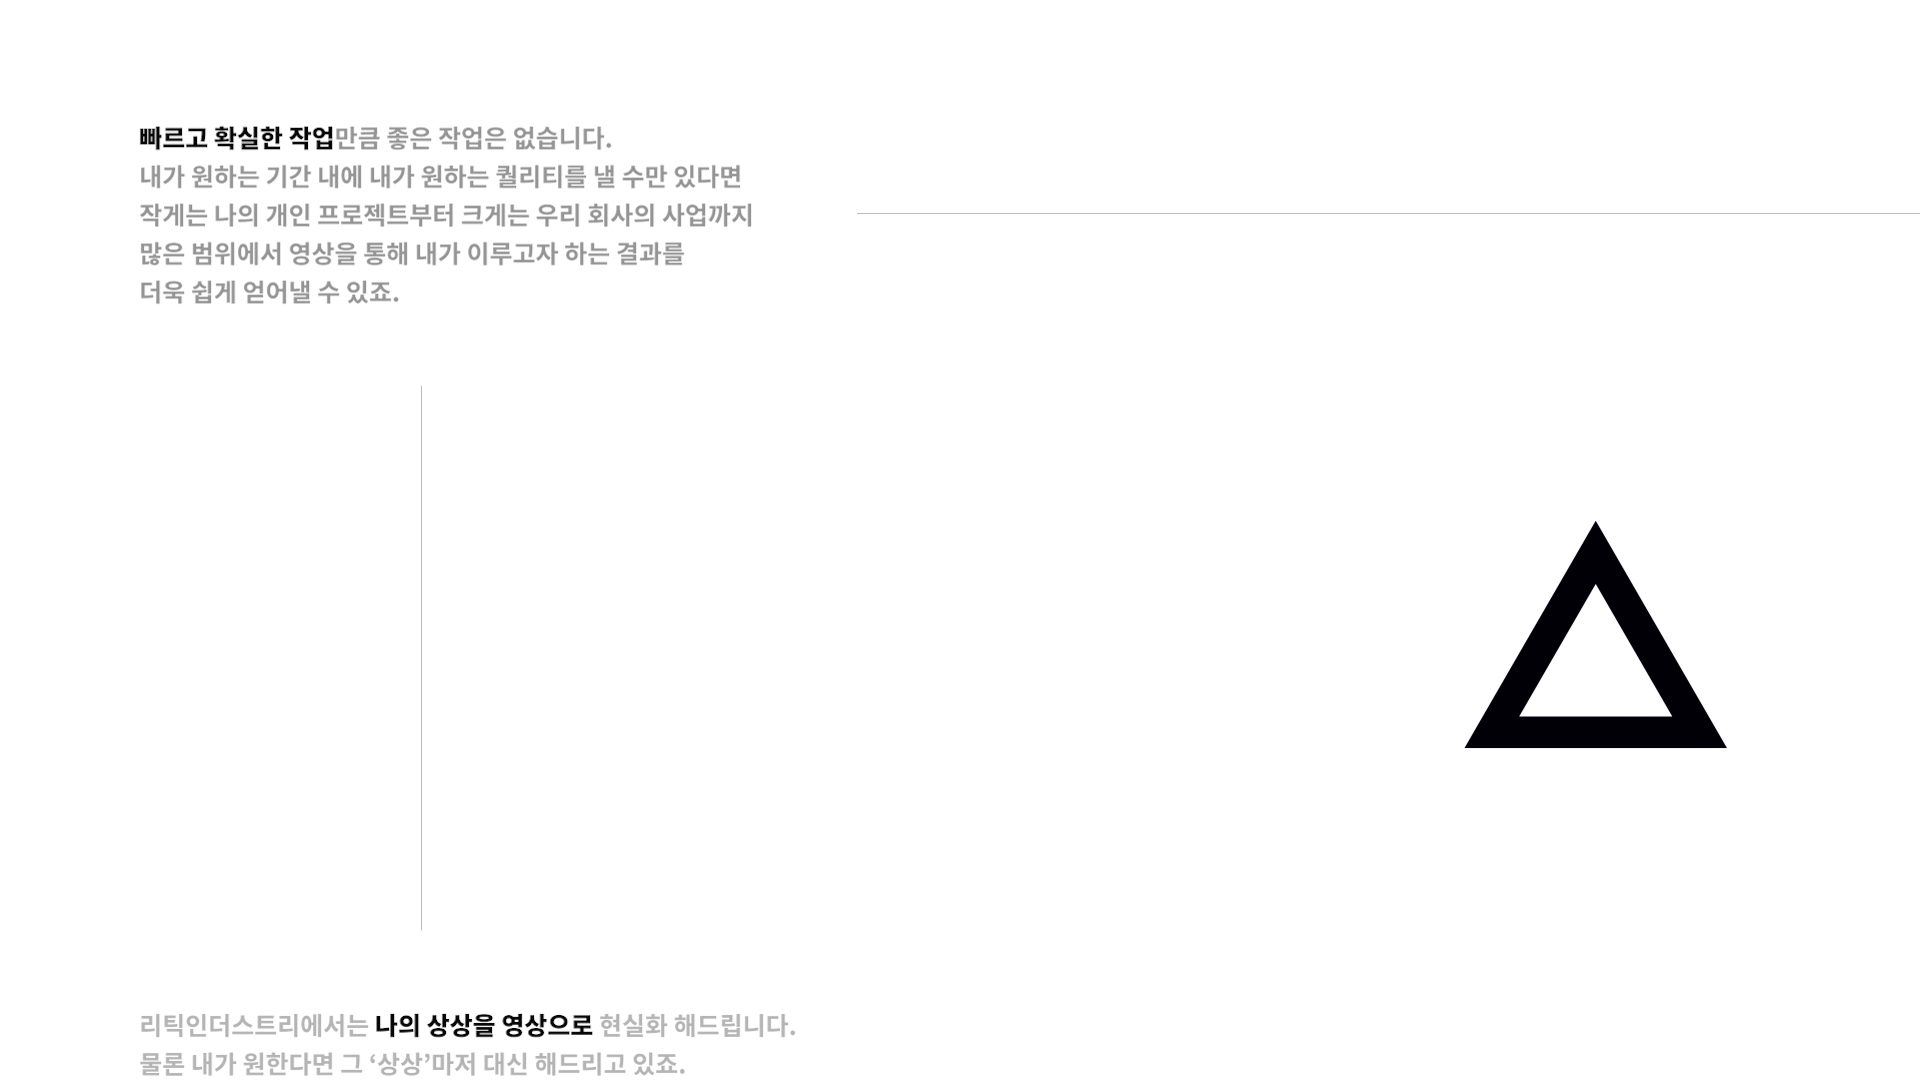 빠르고 확실한 작업만큼 좋은 작업은 없습니다.
내가 원하는 기간 내에 내가 원하는 퀄리티를 낼 수만 있다면
작게는 나의 개인 프로젝트부터 크게는 우리 회사의 사업까지
많은 범위에서 영상을 통해 내가 이루고자 하는 결과를
더욱 쉽게 얻어낼 수 있죠.
리틱인더스트리에서는 나의 상상을 영상으로 현실화 해드립니다.
물론 내가 원한다면 그 ‘상상’마저 대신 해드리고 있죠.